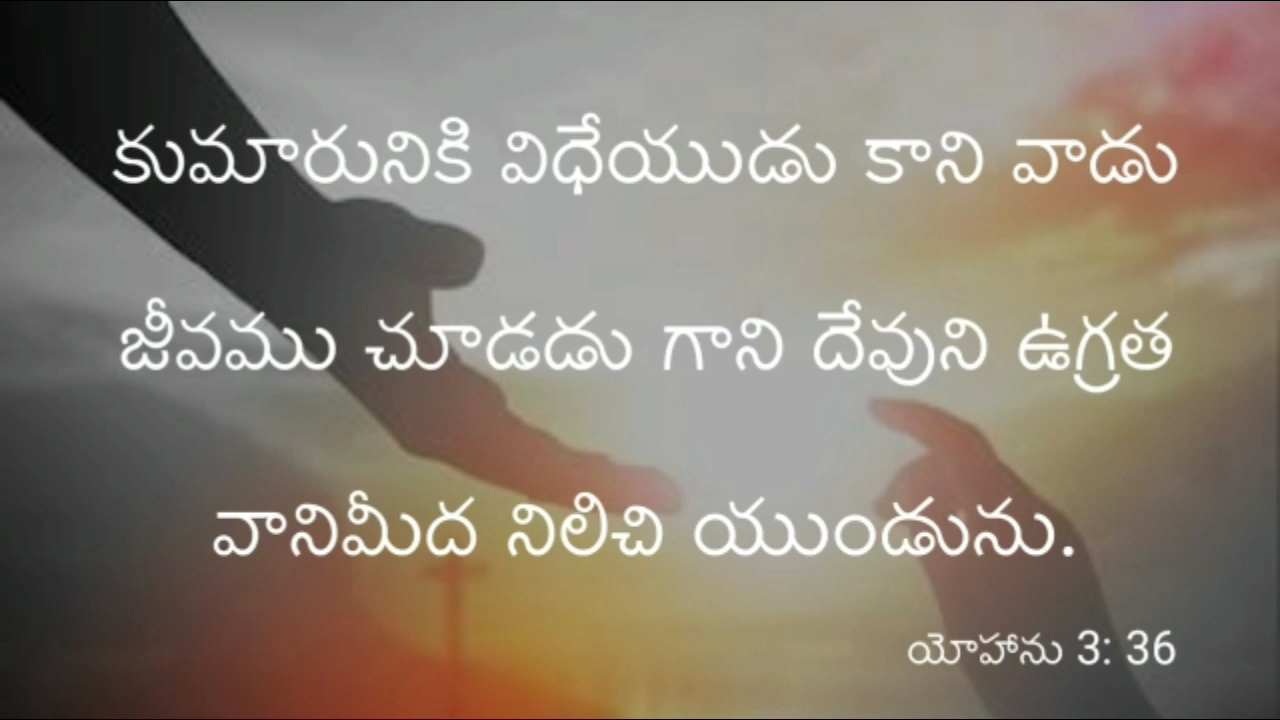 కుమారునికి విధేయుడు కాని వాడు
జీవము చూడడు గాని దేవుని ఉగ్రత
వానిమీద నిలిచి యుండును.
యోహాను 3: 36